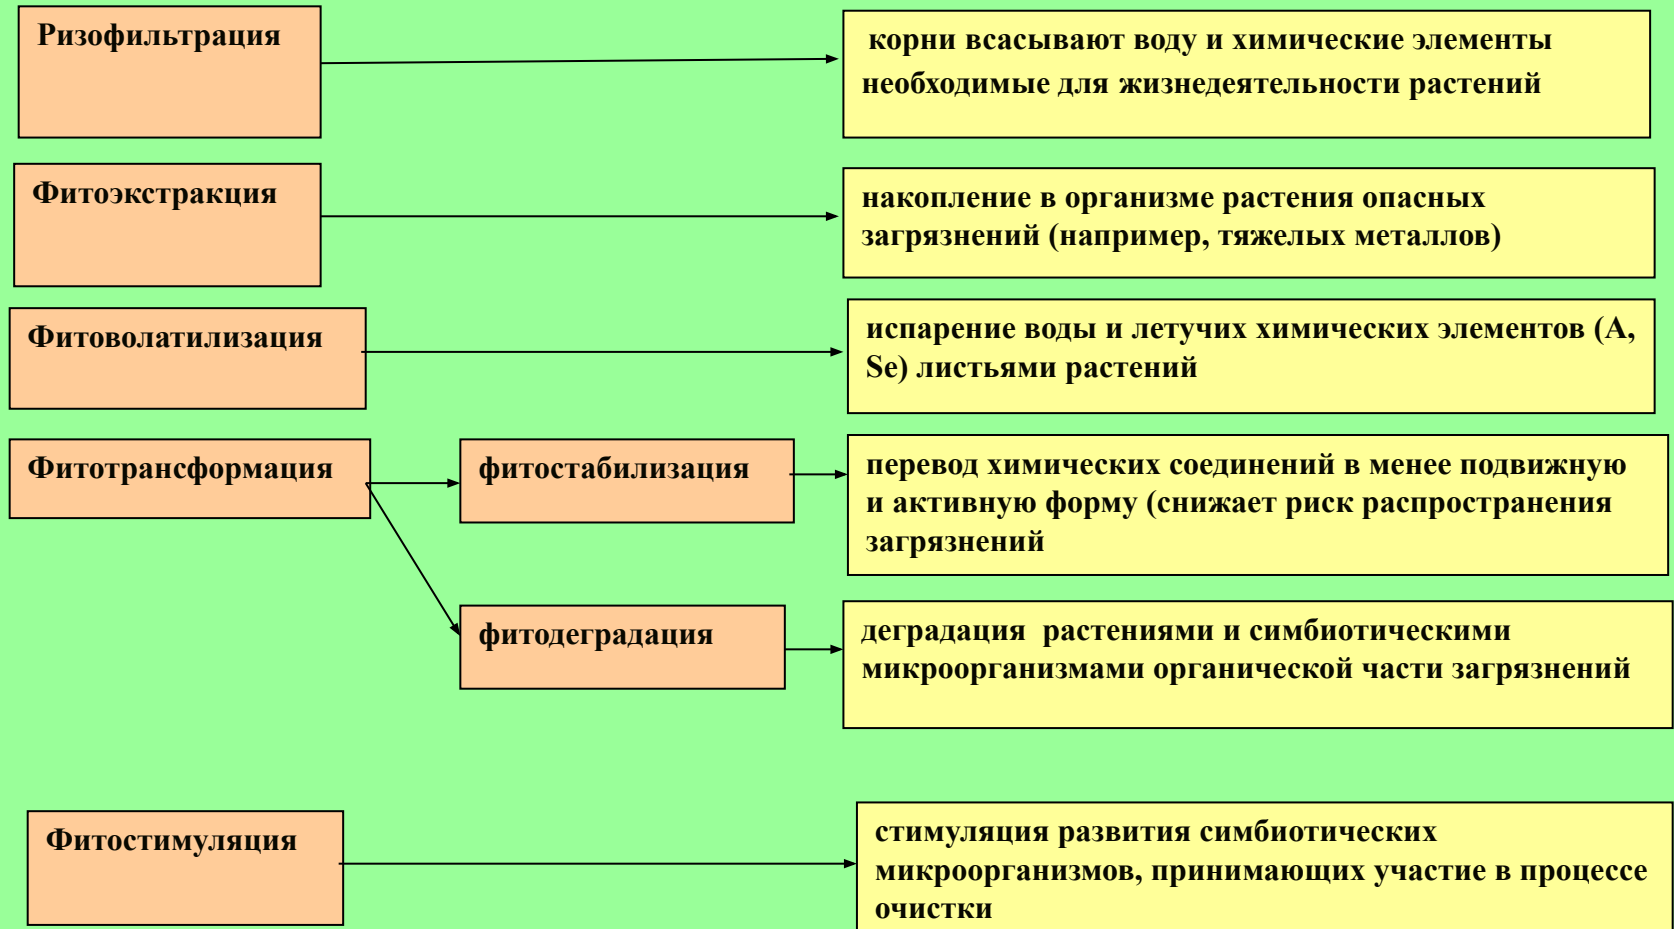 Ризофильтрация
корни всасывают воду и химические элементы
необходимые для жизнедеятельности растений
Фитоэкстракция
накопление в организме растения опасных
загрязнений (например, тяжелых металлов)
Фитоволатилизация
испарение воды и летучих химических элементов (А,
Se) листьями растений
Фитотрансформация
фитостабилизация
перевод химических соединений в менее подвижную
и активную форму (снижает риск распространения
загрязнений
фитодеградация
деградация растениями и симбиотическими
микроорганизмами органической части загрязнений
Фитостимуляция
стимуляция развития симбиотических
микроорганизмов, принимающих участие в процессе
очистки